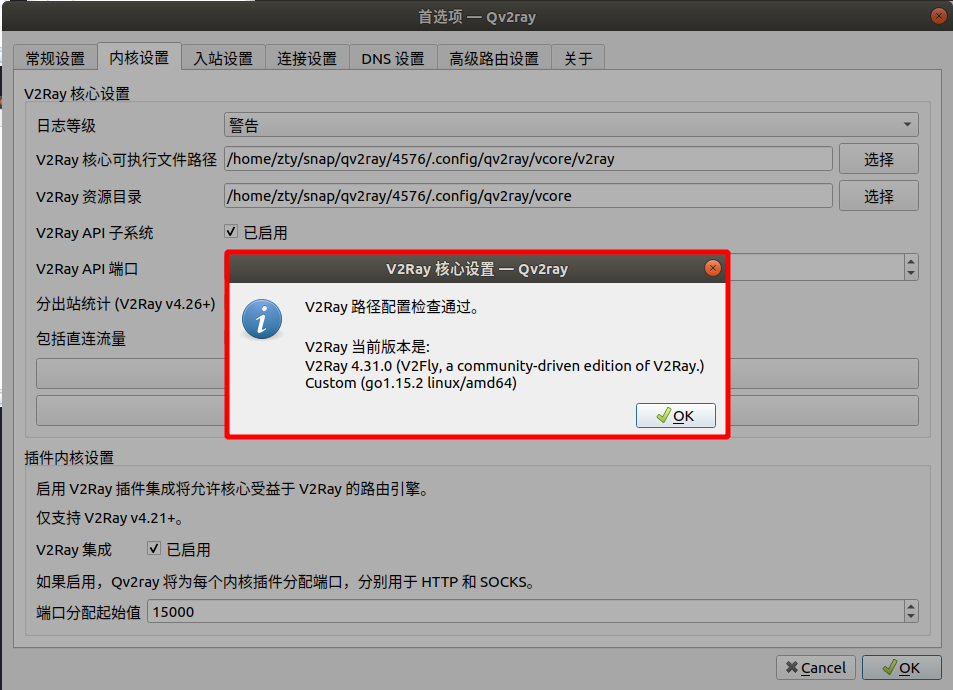 首选项 — Qv2ray
常规设置 内核设置 入站设置 连接设置 DNS 设置 高级路由设置 关于
V2Ray 核心设置
日志等级 警告
V2Ray 核心可执行文件路径 /home/zty/snap/qv2ray/4576/.config/qv2ray/vcore/v2ray 选择
V2Ray 资源目录 /home/zty/snap/qv2ray/4576/.config/qv2ray/vcore 选择
V2Ray API 子系统 已启用
V2Ray API 端口
分出站统计 (V2Ray v4.26+)
包括直连流量
V2Ray 核心设置 — Qv2ray
V2Ray 路径配置检查通过。
V2Ray 当前版本是:
V2Ray 4.31.0 (V2Fly, a community-driven edition of V2Ray.)
Custom (go1.15.2 linux/amd64)
OK
插件内核设置
启用 V2Ray 插件集成将允许核心受益于 V2Ray 的路由引擎。
仅支持 V2Ray v4.21+。
V2Ray 集成 已启用
如果启用，Qv2ray 将为每个内核插件分配端口，分别用于 HTTP 和 SOCKS。
端口分配起始值 15000
Cancel OK